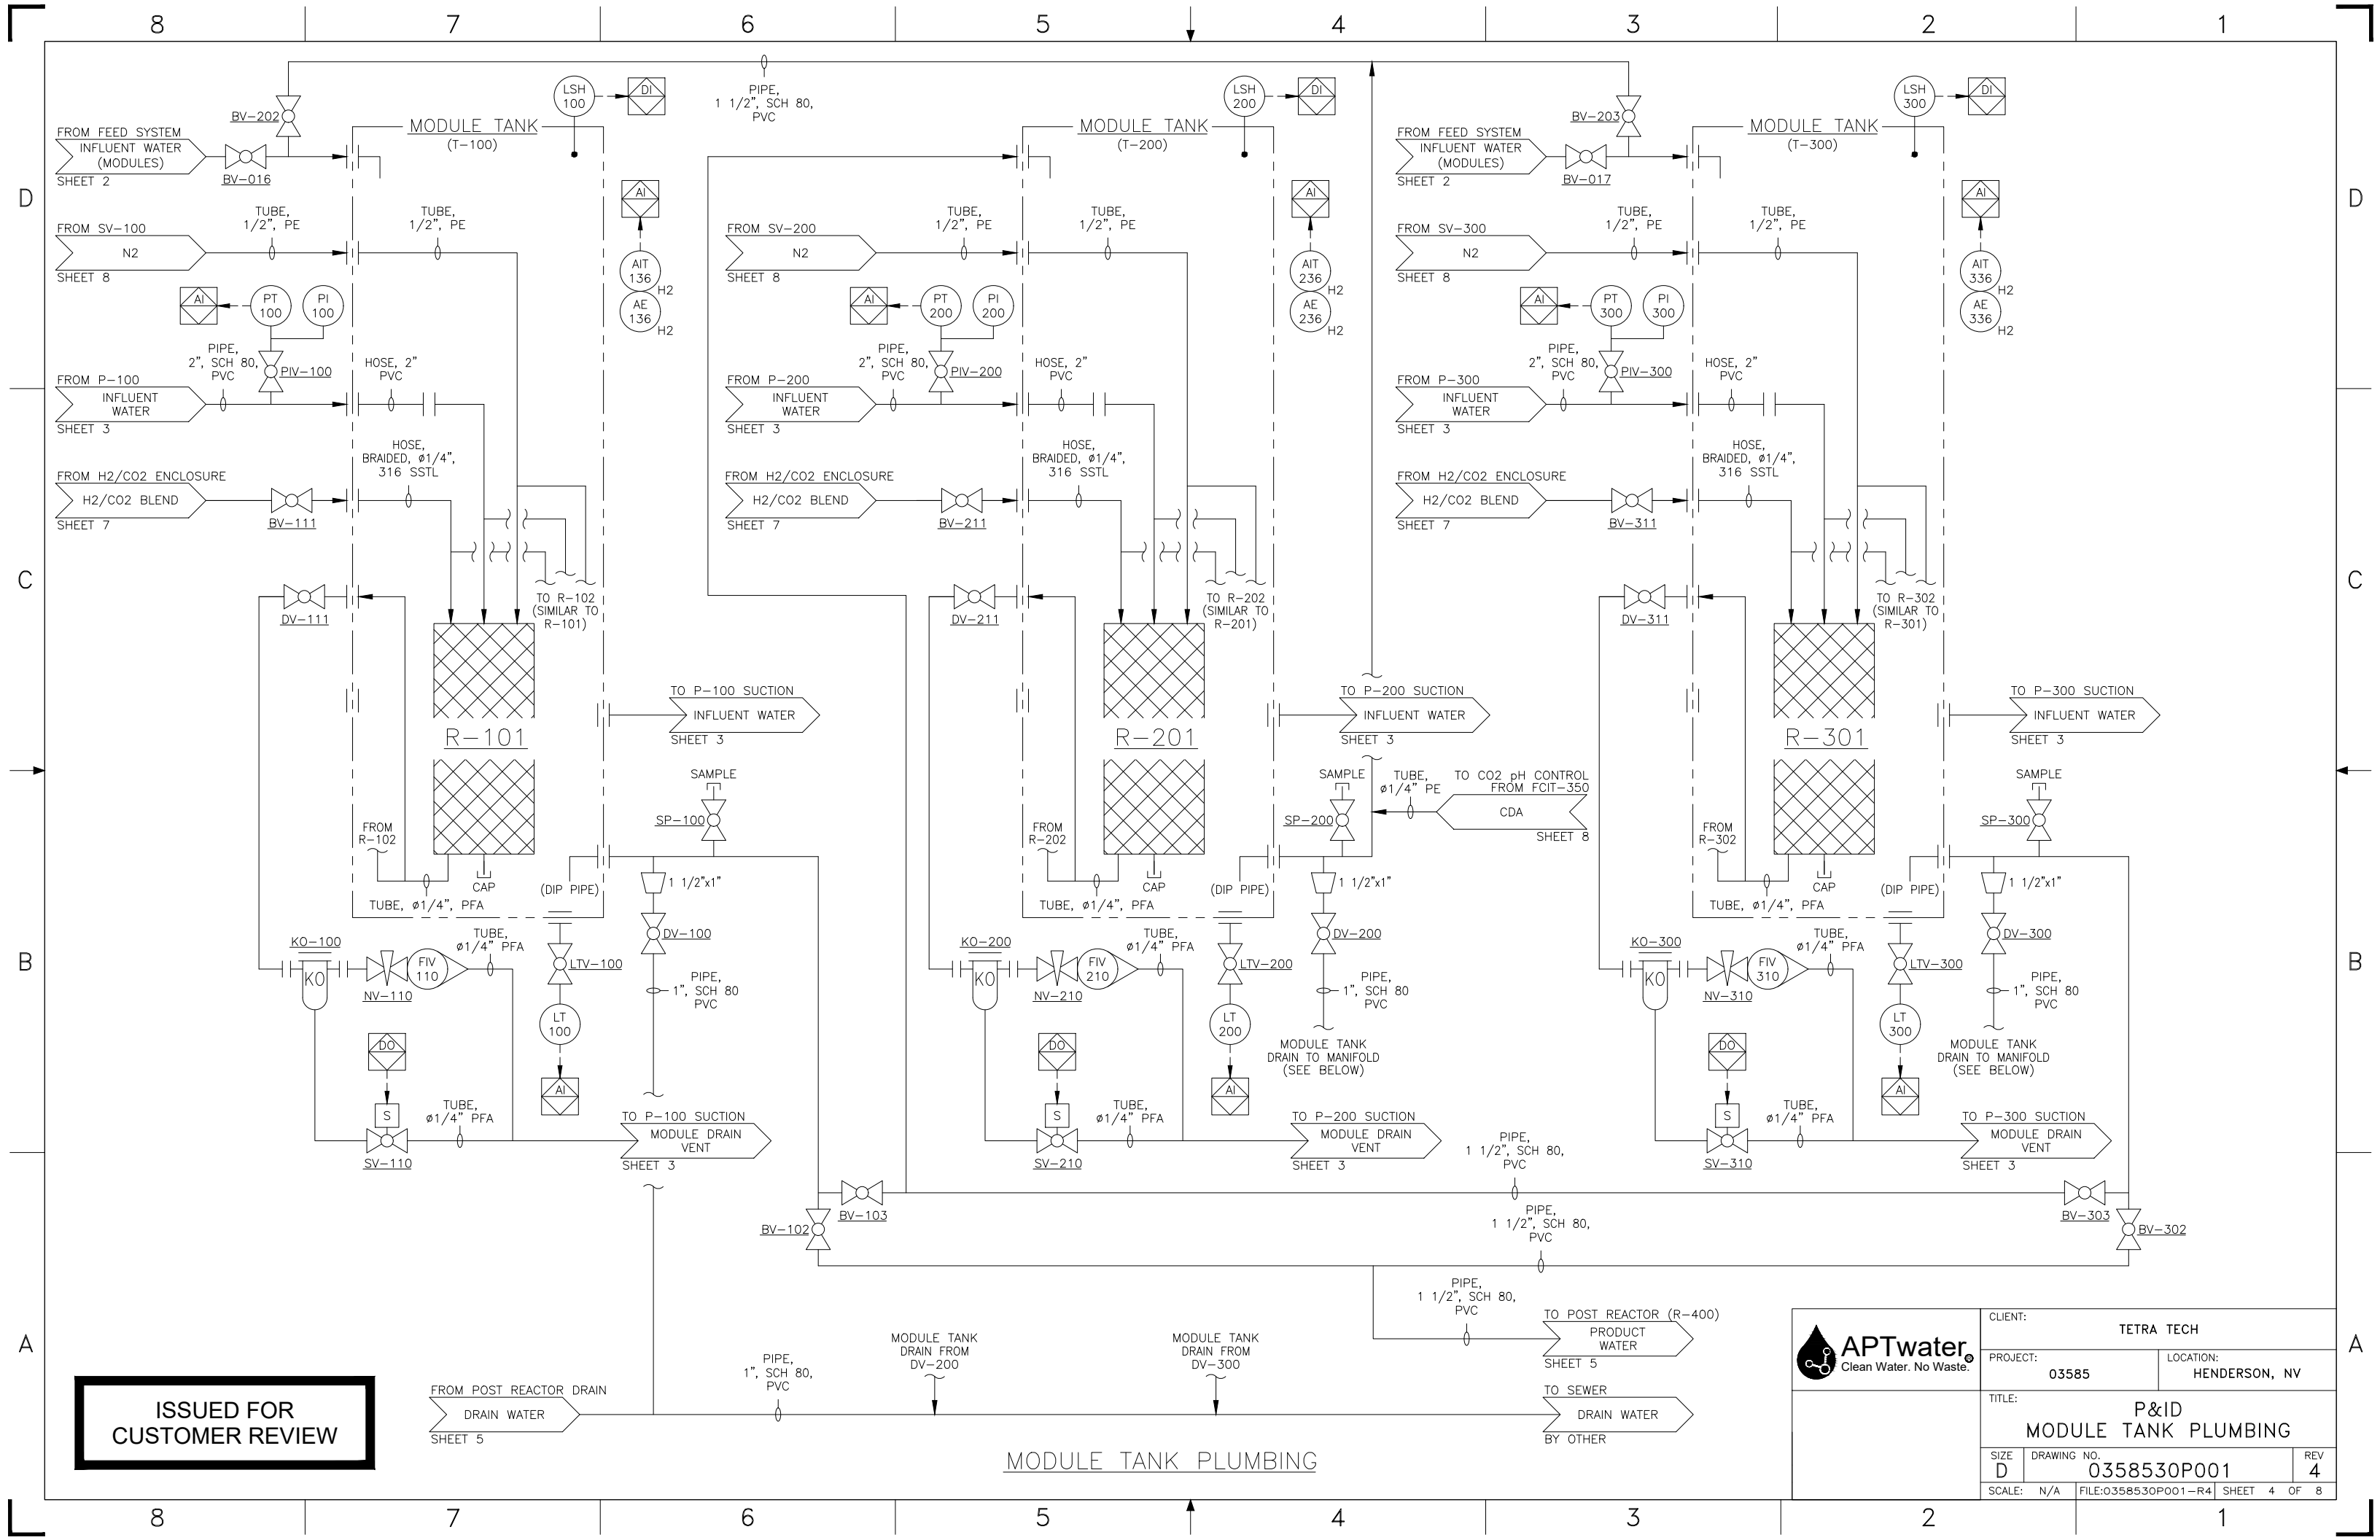 8 7 6 5 4 3 2 1
D
C
B
A
PIPE,
1 1/2", SCH 80,
PVC
BV-202
LSH
100
DI
FROM FEED SYSTEM
INFLUENT WATER
(MODULES)
SHEET 2
BV-016
MODULE TANK
(T-100)
AI
AIT
136
H2
AE
136
H2
FROM SV-100
N2
SHEET 8
TUBE,
1/2", PE
TUBE,
1/2", PE
AI
PT
100
PI
100
PIPE,
2", SCH 80,
PVC
PIV-100
HOSE, 2"
PVC
FROM P-100
INFLUENT
WATER
SHEET 3
HOSE,
BRAIDED, ø1/4",
316 SSTL
FROM H2/CO2 ENCLOSURE
H2/CO2 BLEND
SHEET 7
BV-111
DV-111
TO R-102
(SIMILAR TO
R-101)
R-101
TO P-100 SUCTION
INFLUENT WATER
SHEET 3
SAMPLE
SP-100
FROM
R-102
CAP
(DIP PIPE)
TUBE, ø1/4", PFA
1 1/2"x1"
DV-100
KO-100
KO
TUBE,
ø1/4" PFA
FIV
110
NV-110
LTV-100
LT
100
AI
PIPE,
1", SCH 80
PVC
DO
S
SV-110
TUBE,
ø1/4" PFA
TO P-100 SUCTION
MODULE DRAIN
VENT
SHEET 3
LSH
200
DI
MODULE TANK
(T-200)
AI
AIT
236
H2
AE
236
H2
FROM SV-200
N2
SHEET 8
TUBE,
1/2", PE
TUBE,
1/2", PE
AI
PT
200
PI
200
PIPE,
2", SCH 80,
PVC
PIV-200
HOSE, 2"
PVC
FROM P-200
INFLUENT
WATER
SHEET 3
HOSE,
BRAIDED, ø1/4",
316 SSTL
FROM H2/CO2 ENCLOSURE
H2/CO2 BLEND
SHEET 7
BV-211
DV-211
TO R-202
(SIMILAR TO
R-201)
R-201
TO P-200 SUCTION
INFLUENT WATER
SHEET 3
SAMPLE
SP-200
TUBE,
ø1/4" PE
TO CO2 pH CONTROL
FROM FCIT-350
CDA
SHEET 8
FROM
R-202
CAP
(DIP PIPE)
TUBE, ø1/4", PFA
1 1/2"x1"
DV-200
KO-200
KO
TUBE,
ø1/4" PFA
FIV
210
NV-210
LTV-200
LT
200
AI
PIPE,
1", SCH 80
PVC
MODULE TANK
DRAIN TO MANIFOLD
(SEE BELOW)
DO
S
SV-210
TUBE,
ø1/4" PFA
TO P-200 SUCTION
MODULE DRAIN
VENT
SHEET 3
BV-203
LSH
300
DI
FROM FEED SYSTEM
INFLUENT WATER
(MODULES)
SHEET 2
BV-017
MODULE TANK
(T-300)
AI
AIT
336
H2
AE
336
H2
FROM SV-300
N2
SHEET 8
TUBE,
1/2", PE
TUBE,
1/2", PE
AI
PT
300
PI
300
PIPE,
2", SCH 80,
PVC
PIV-300
HOSE, 2"
PVC
FROM P-300
INFLUENT
WATER
SHEET 3
HOSE,
BRAIDED, ø1/4",
316 SSTL
FROM H2/CO2 ENCLOSURE
H2/CO2 BLEND
SHEET 7
BV-311
DV-311
TO R-302
(SIMILAR TO
R-301)
R-301
TO P-300 SUCTION
INFLUENT WATER
SHEET 3
SAMPLE
SP-300
FROM
R-302
CAP
(DIP PIPE)
TUBE, ø1/4", PFA
1 1/2"x1"
DV-300
KO-300
KO
TUBE,
ø1/4" PFA
FIV
310
NV-310
LTV-300
LT
300
AI
PIPE,
1", SCH 80
PVC
MODULE TANK
DRAIN TO MANIFOLD
(SEE BELOW)
DO
S
SV-310
TUBE,
ø1/4" PFA
TO P-300 SUCTION
MODULE DRAIN
VENT
SHEET 3
PIPE,
1 1/2", SCH 80,
PVC
BV-103
BV-102
BV-303
BV-302
PIPE,
1 1/2", SCH 80,
PVC
PIPE,
1 1/2", SCH 80,
PVC
TO POST REACTOR (R-400)
PRODUCT
WATER
SHEET 5
FROM POST REACTOR DRAIN
DRAIN WATER
SHEET 5
PIPE,
1", SCH 80,
PVC
MODULE TANK
DRAIN FROM
DV-200
MODULE TANK
DRAIN FROM
DV-300
TO SEWER
DRAIN WATER
BY OTHER
MODULE TANK PLUMBING
ISSUED FOR
CUSTOMER REVIEW
APTwater®
Clean Water. No Waste.
CLIENT:
TETRA TECH
PROJECT:
03585
LOCATION:
HENDERSON, NV
TITLE:
P&ID
MODULE TANK PLUMBING
SIZE
D
DRAWING NO.
0358530P001
REV
4
SCALE: N/A
FILE:0358530P001-R4
SHEET 4 OF 8
D
C
B
A
8 7 6 5 4 3 2 1